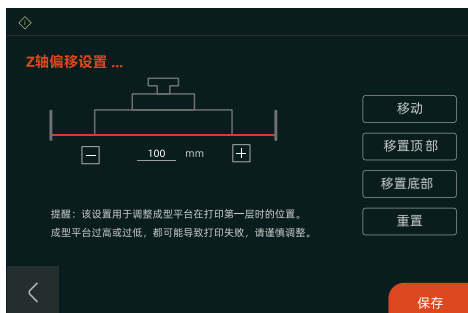 Z轴偏移设置 ...
100 mm
移动
移置顶部
移置底部
重置
提醒：该设置用于调整成型平台在打印第一层时的位置。
成型平台过高或过低，都可能导致打印失败，请谨慎调整。
保存